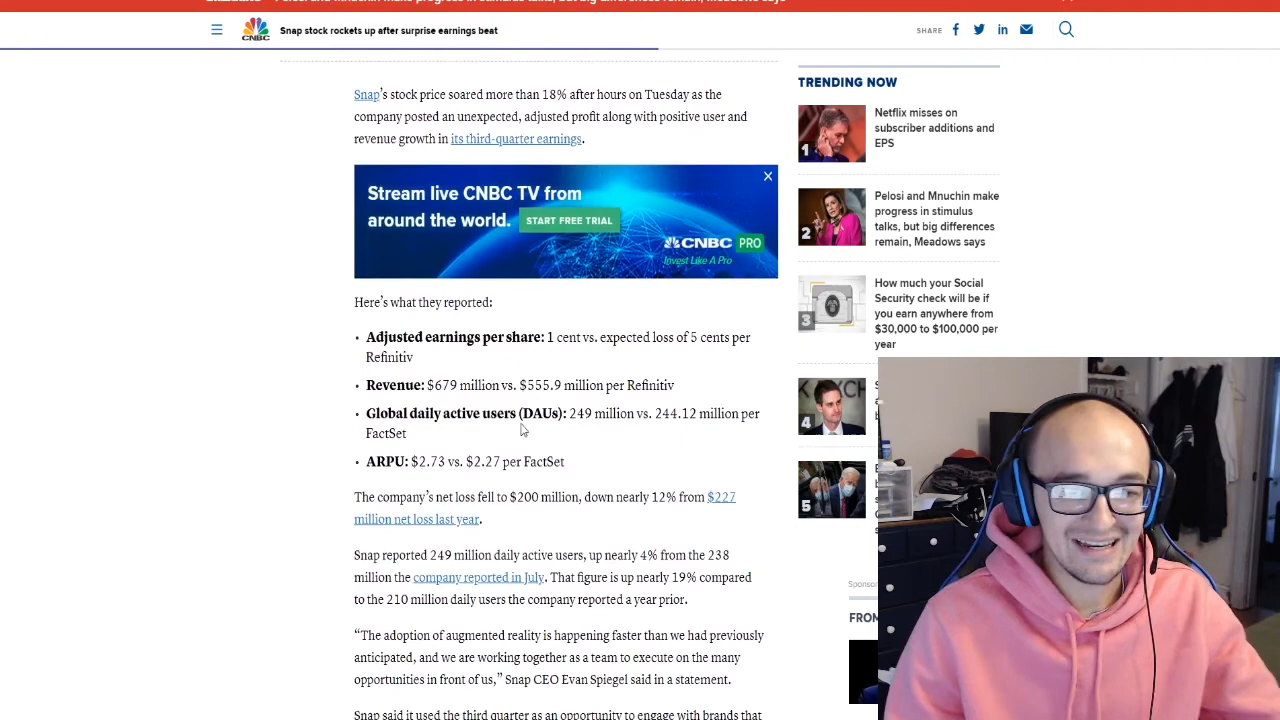 Pelosi and Mnuchin make progress in stimulus talks, but big differences remain, Meadows says
CNBC
Snap stock rockets up after surprise earnings beat
SHARE
Snap's stock price soared more than 18% after hours on Tuesday as the
company posted an unexpected, adjusted profit along with positive user and
revenue growth in its third-quarter earnings.
Stream live CNBC TV from
around the world. START FREE TRIAL
CNBC PRO
Invest Like A Pro
Here's what they reported:
• Adjusted earnings per share: 1 cent vs. expected loss of 5 cents per
Refinitiv
• Revenue: $679 million vs. $555.9 million per Refinitiv
• Global daily active users (DAUs): 249 million vs. 244.12 million per
FactSet
• ARPU: $2.73 vs. $2.27 per FactSet
The company's net loss fell to $200 million, down nearly 12% from $227
million net loss last year.
Snap reported 249 million daily active users, up nearly 4% from the 238
million the company reported in July. That figure is up nearly 19% compared
to the 210 million daily users the company reported a year prior.
“The adoption of augmented reality is happening faster than we had previously
anticipated, and we are working together as a team to execute on the many
opportunities in front of us,” Snap CEO Evan Spiegel said in a statement.
Snap said it used the third quarter as an opportunity to engage with brands that
TRENDING NOW
1
Netflix misses on
subscriber additions and
EPS
2
Pelosi and Mnuchin make
progress in stimulus
talks, but big differences
remain, Meadows says
3
How much your Social
Security check will be if
you earn anywhere from
$30,000 to $100,000 per
year
4
5
Sponsor
FROM